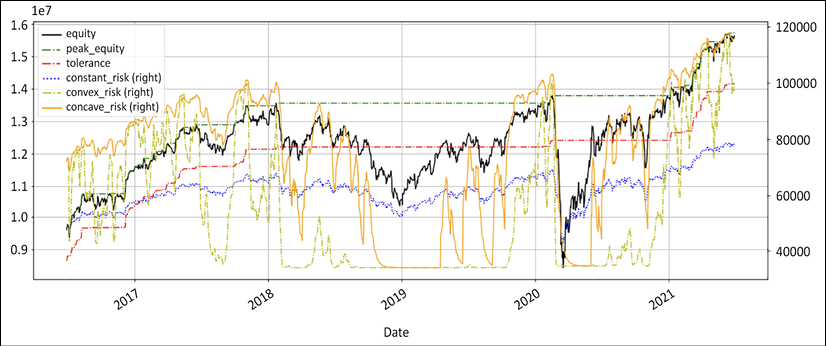 1e7
1.6
1.5
1.4
1.3
1.2
1.1
1.0
0.9
equity
peak_equity
tolerance
constant_risk (right)
convex_risk (right)
concave_risk (right)
120000
100000
80000
60000
40000
2017
2018
2019
2020
2021
Date